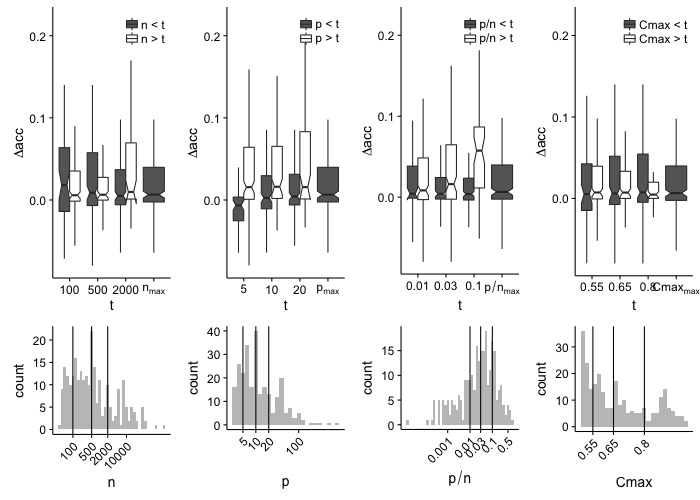 n < t
n > t
0.2
0.1
0.0
Δacc
100 500 2000 nmax
t
p < t
p > t
0.2
0.1
0.0
Δacc
5 10 20 pmax
t
p/n < t
p/n > t
0.2
0.1
0.0
Δacc
0.01 0.03 0.1 p/nmax
t
Cmax < t
Cmax > t
0.2
0.1
0.0
Δacc
0.55 0.65 0.8 Cmaxmax
t
20
15
10
5
0
count
100 500 2000 10000
n
40
30
20
10
0
count
5 10 20 100
p
15
10
5
0
count
0.001 0.01 0.03 0.1 0.5
p/n
30
20
10
0
count
0.55 0.65 0.8
Cmax